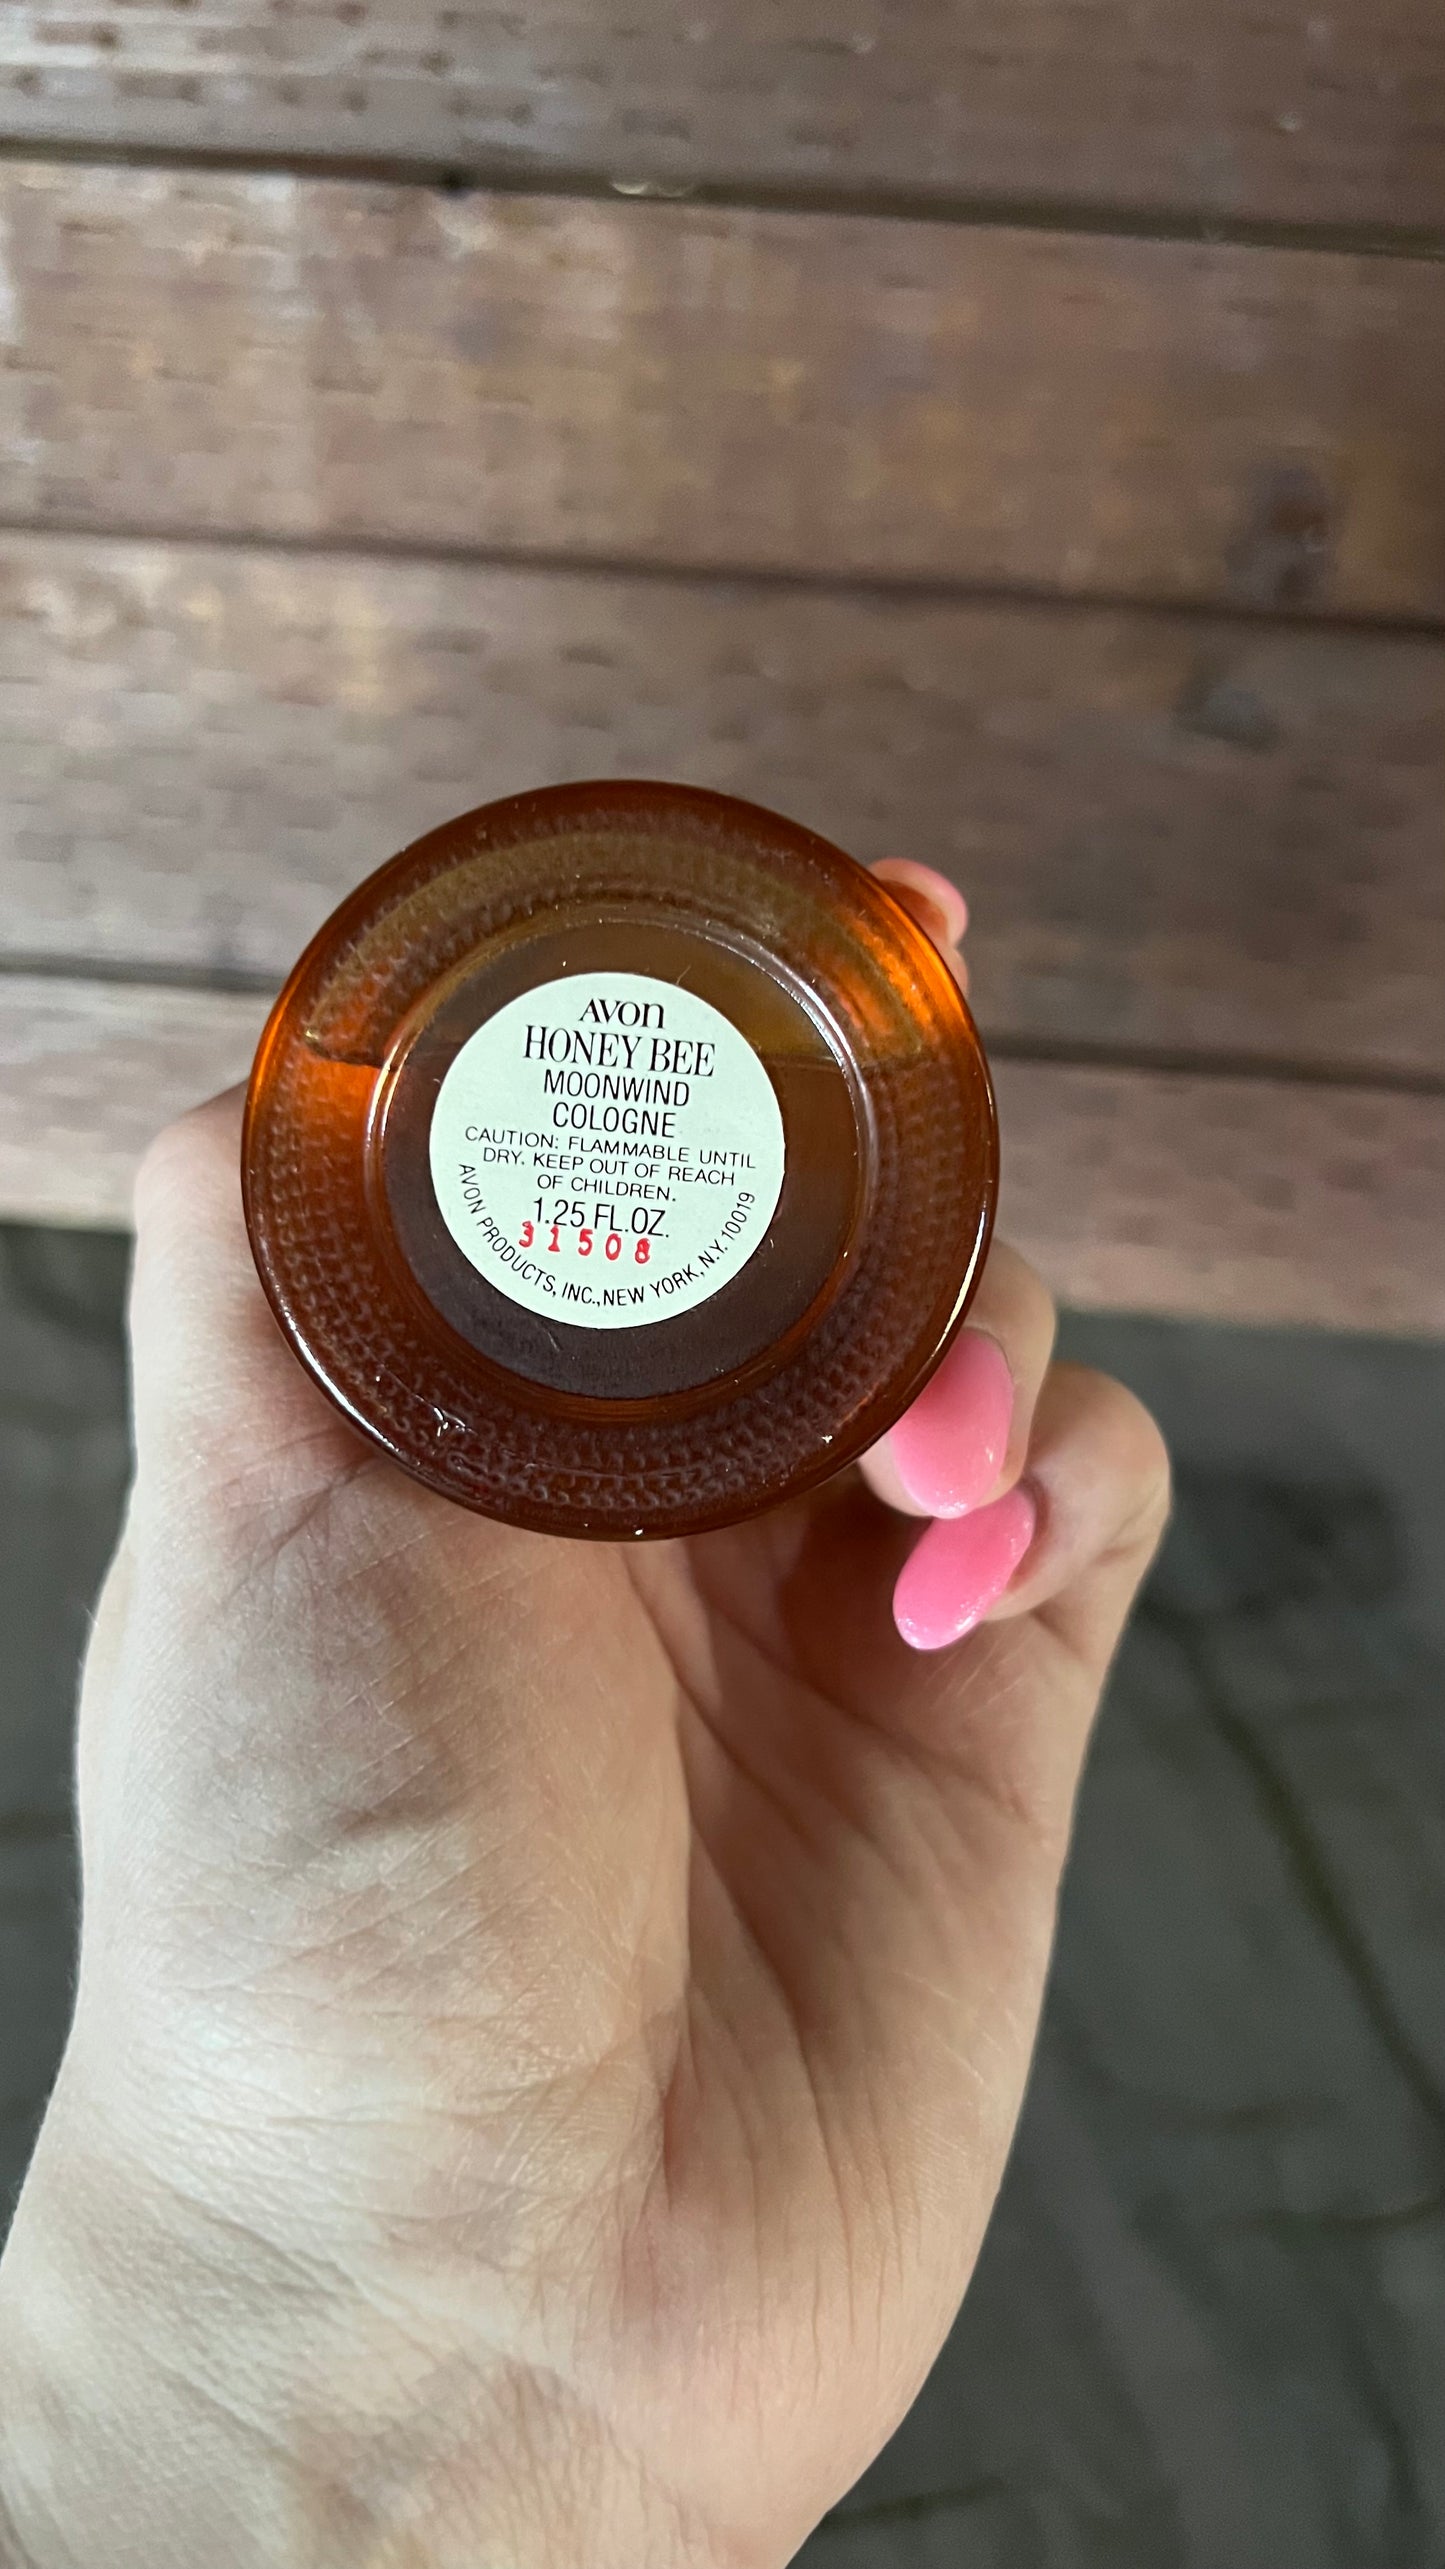 AVON
HONEY BEE
MOONWIND
COLOGNE
CAUTION: FLAMMABLE UNTIL
DRY. KEEP OUT OF REACH
OF CHILDREN.
1.25 FL.OZ.
31508
AVON PRODUCTS, INC., NEW YORK, N.Y. 10019